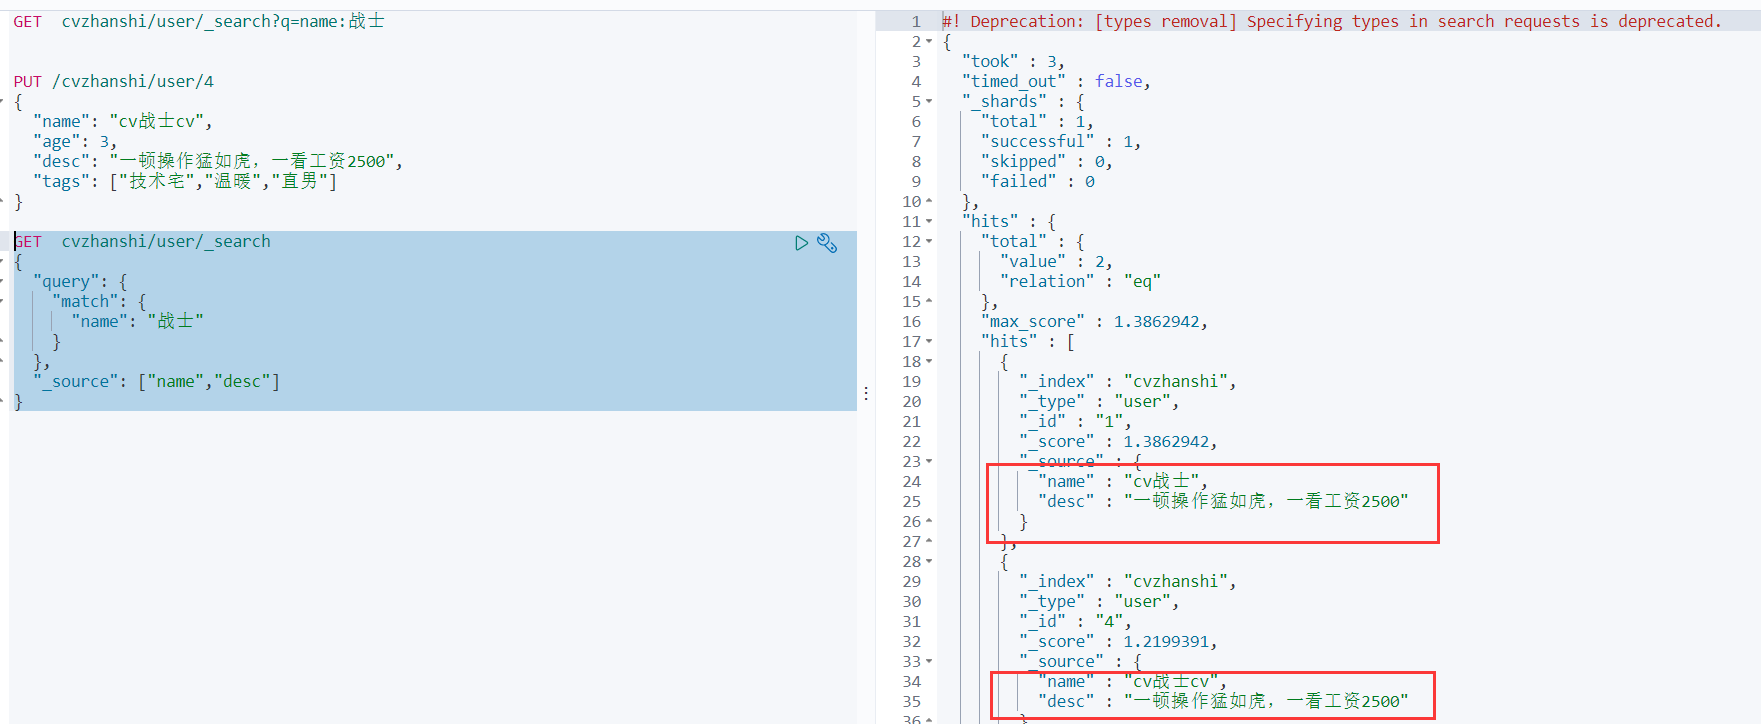 GET  cvzhanshi/user/_search?q=name:战士
PUT /cvzhanshi/user/4
{
  "name": "cv战士cv",
  "age": 3,
  "desc": "一顿操作猛如虎，一看工资2500",
  "tags": ["技术宅","温暖","直男"]
}
GET  cvzhanshi/user/_search
{
  "query": {
    "match": {
      "name": "战士"
    }
  },
  "_source": ["name","desc"]
}
1 #! Deprecation: [types removal] Specifying types in search requests is deprecated.
2 {
3   "took" : 3,
4   "timed_out" : false,
5   "_shards" : {
6     "total" : 1,
7     "successful" : 1,
8     "skipped" : 0,
9     "failed" : 0
10   },
11   "hits" : {
12     "total" : {
13       "value" : 2,
14       "relation" : "eq"
15     },
16     "max_score" : 1.3862942,
17     "hits" : [
18       {
19         "_index" : "cvzhanshi",
20         "_type" : "user",
21         "_id" : "1",
22         "_score" : 1.3862942,
23         "_source" : {
24           "name" : "cv战士",
25           "desc" : "一顿操作猛如虎，一看工资2500"
26         }
27       },
28       {
29         "_index" : "cvzhanshi",
30         "_type" : "user",
31         "_id" : "4",
32         "_score" : 1.2199391,
33         "_source" : {
34           "name" : "cv战士cv",
35           "desc" : "一顿操作猛如虎，一看工资2500"
36         }